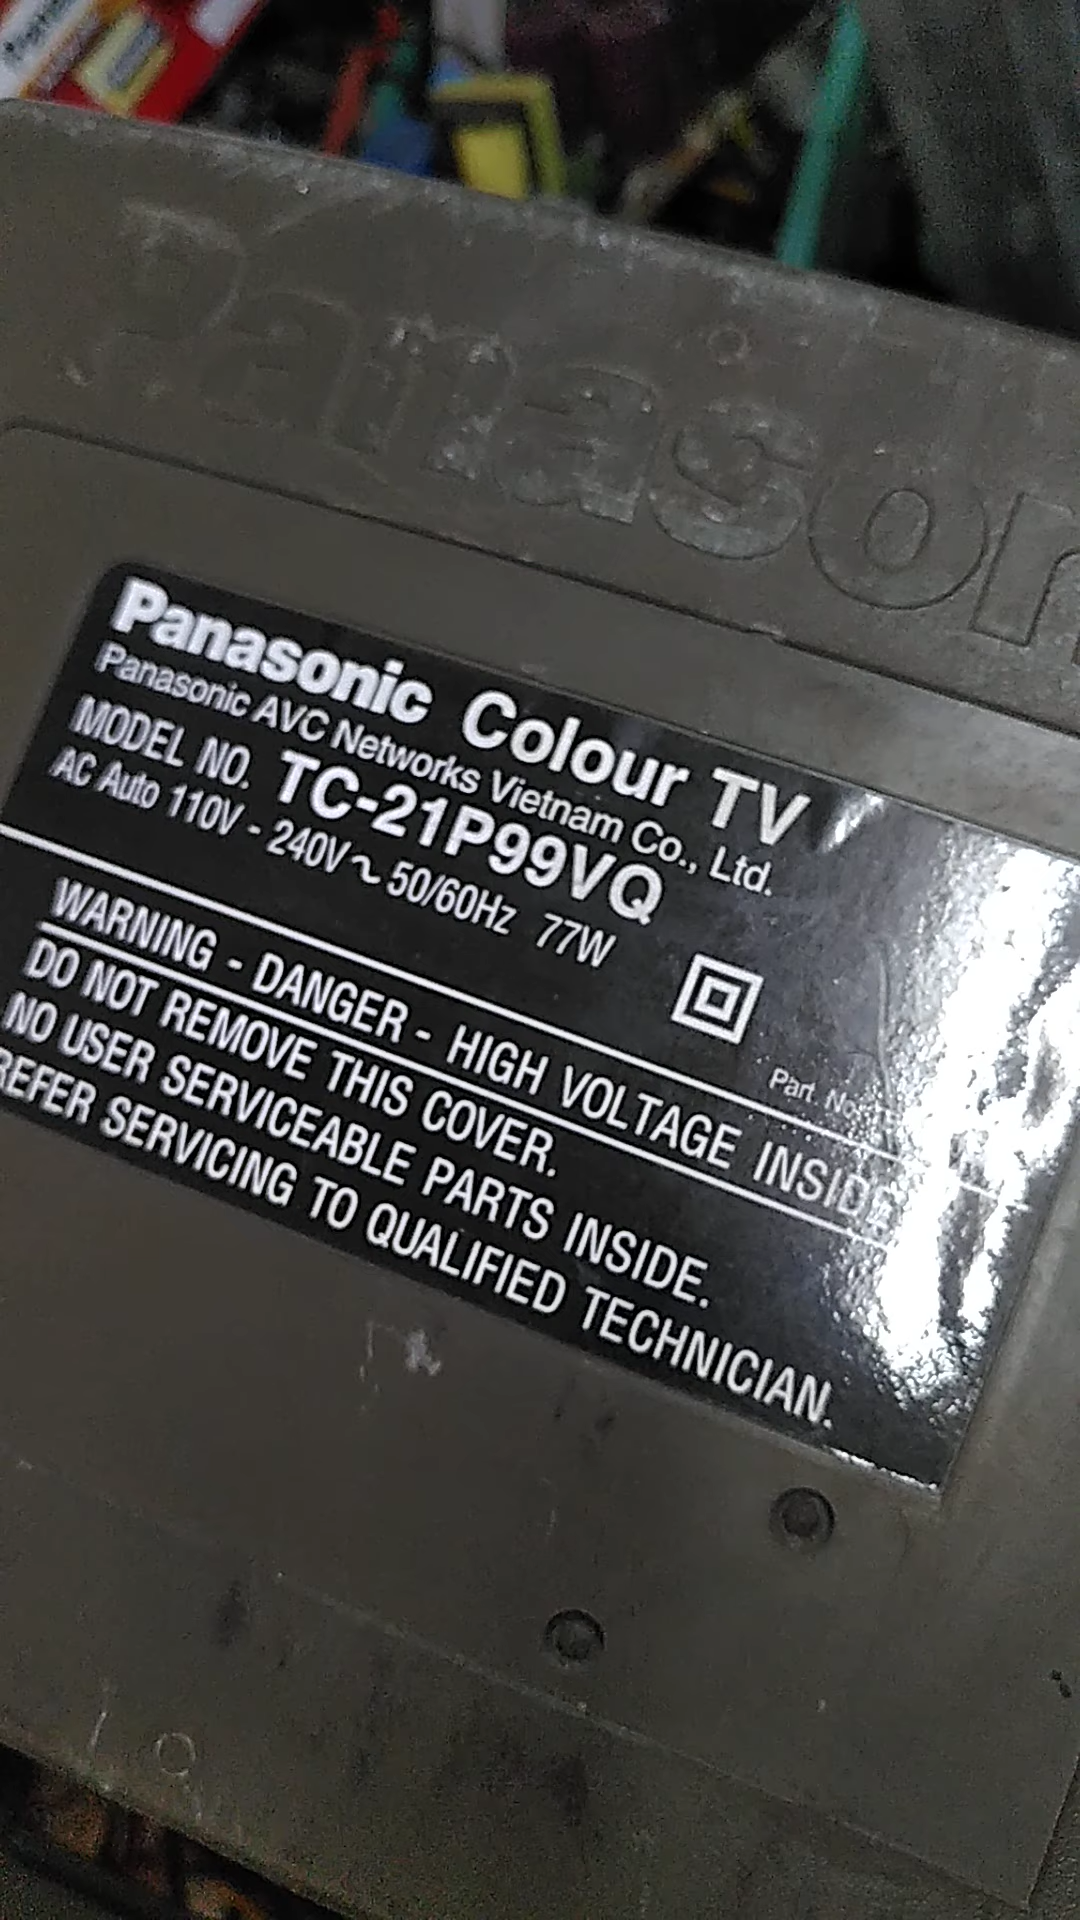 Panasonic
Panasonic Colour TV
Panasonic AVC Networks Vietnam Co., Ltd.
MODEL NO. TC-21P99VQ
AC Auto 110V - 240V ~ 50/60Hz 77W
Part. No.
WARNING - DANGER - HIGH VOLTAGE INSIDE
DO NOT REMOVE THIS COVER.
NO USER SERVICEABLE PARTS INSIDE.
REFER SERVICING TO QUALIFIED TECHNICIAN.